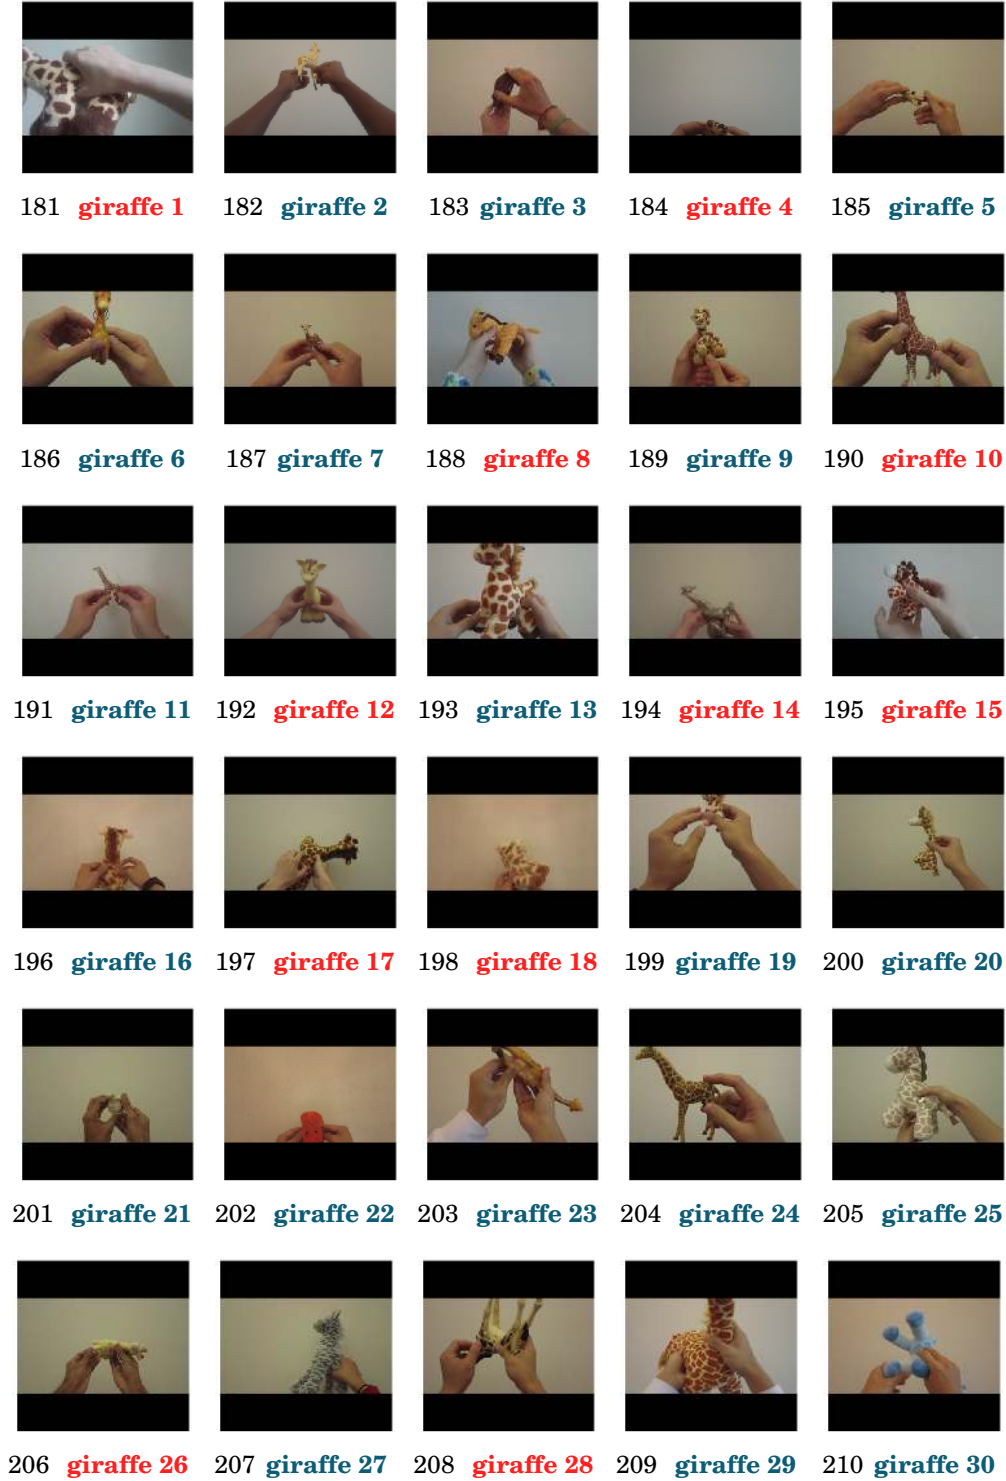 181 giraffe 1 182 giraffe 2 183 giraffe 3 184 giraffe 4 185 giraffe 5
186 giraffe 6 187 giraffe 7 188 giraffe 8 189 giraffe 9 190 giraffe 10
191 giraffe 11 192 giraffe 12 193 giraffe 13 194 giraffe 14 195 giraffe 15
196 giraffe 16 197 giraffe 17 198 giraffe 18 199 giraffe 19 200 giraffe 20
201 giraffe 21 202 giraffe 22 203 giraffe 23 204 giraffe 24 205 giraffe 25
206 giraffe 26 207 giraffe 27 208 giraffe 28 209 giraffe 29 210 giraffe 30